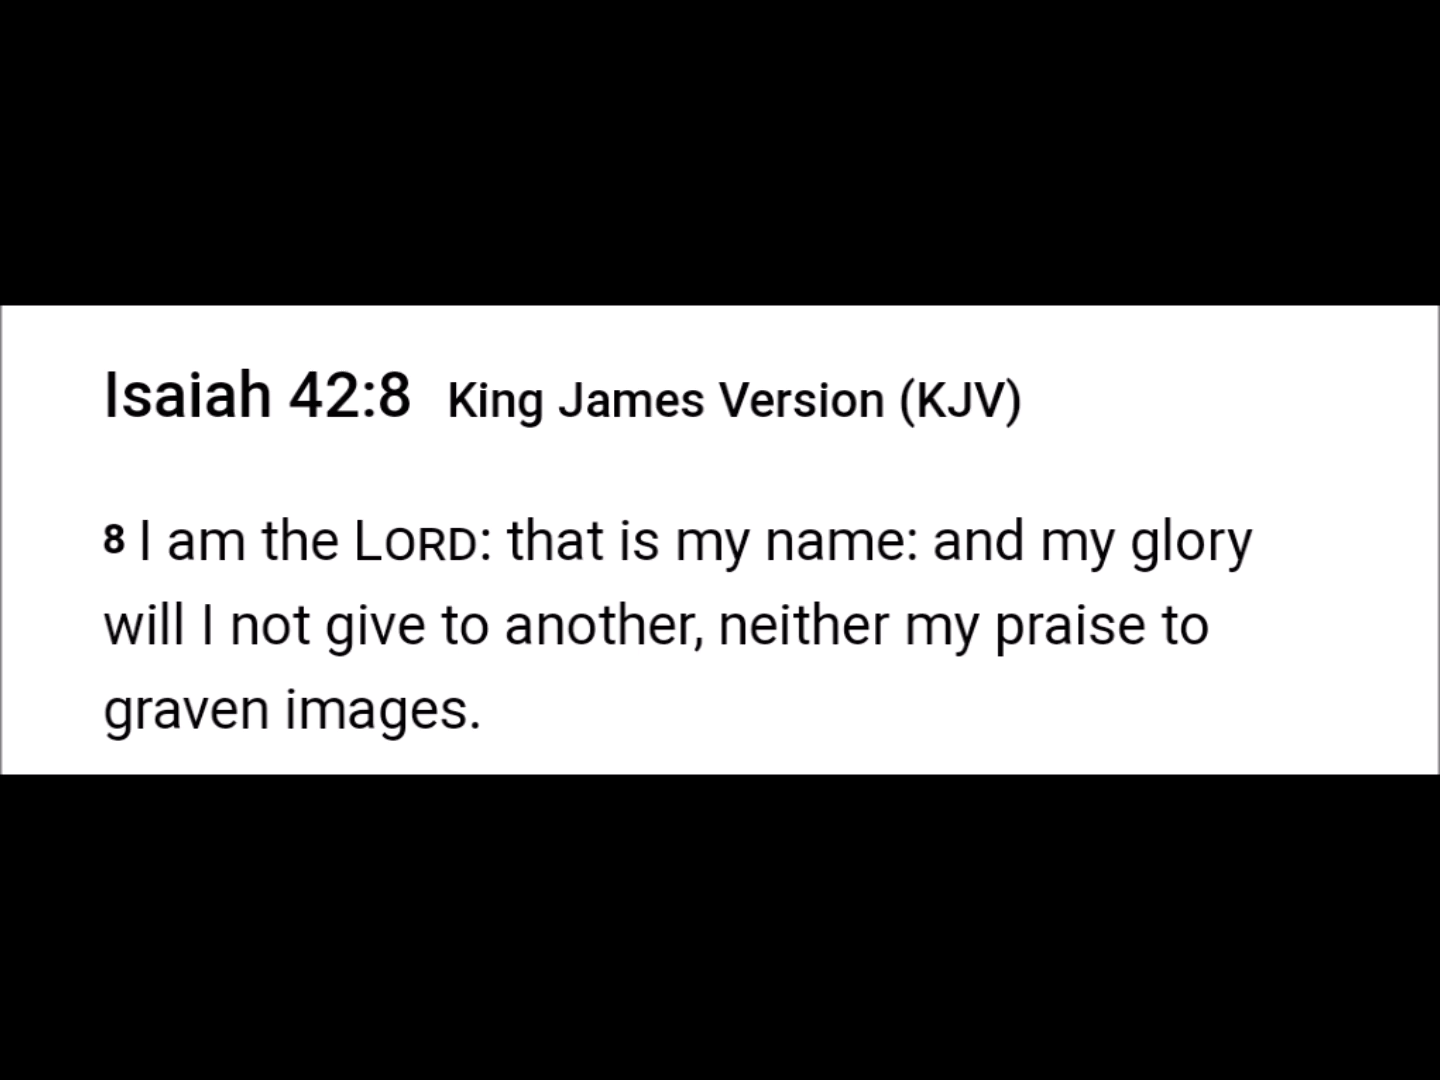 Isaiah 42:8 King James Version (KJV)
8 I am the LORD: that is my name: and my glory
will I not give to another, neither my praise to
graven images.